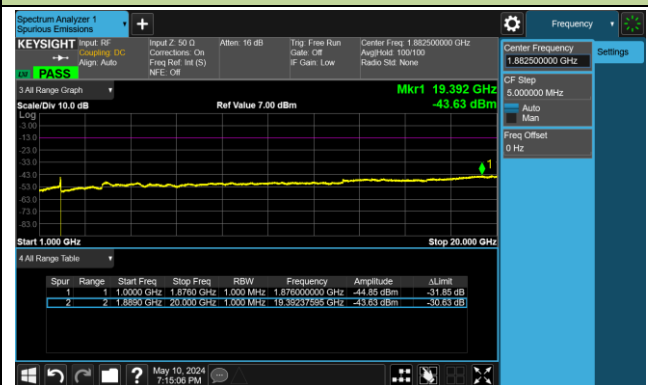 Spectrum Analyzer 1
Spurious Emissions
Frequency
KEYSIGHT Input: RF
Coupling: DC
Align: Auto
Input Z: 50 Ω
Corrections: On
Freq Ref: Int (S)
NFE: Off
Atten: 16 dB
Trig: Free Run
Gate: Off
IF Gain: Low
Center Freq: 1.882500000 GHz
Avg|Hold: 100/100
Radio Std: None
PASS
Center Frequency
1.882500000 GHz
Settings
CF Step
5.000000 MHz
Auto
Man
Freq Offset
0 Hz
3 All Range Graph
Mkr1 19.392 GHz
Scale/Div 10.0 dB
Ref Value 7.00 dBm
-43.63 dBm
Log
-3.00
-13.0
-23.0
-33.0
-43.0
-53.0
-63.0
-73.0
-83.0
1
Start 1.000 GHz
Stop 20.000 GHz
4 All Range Table
Spur Range Start Freq Stop Freq RBW Frequency Amplitude ΔLimit
1 1 1.0000 GHz 1.8760 GHz 1.000 MHz 1.876000000 GHz -44.85 dBm -31.85 dB
2 2 1.8890 GHz 20.000 GHz 1.000 MHz 19.39237595 GHz -43.63 dBm -30.63 dB
May 10, 2024
7:15:06 PM